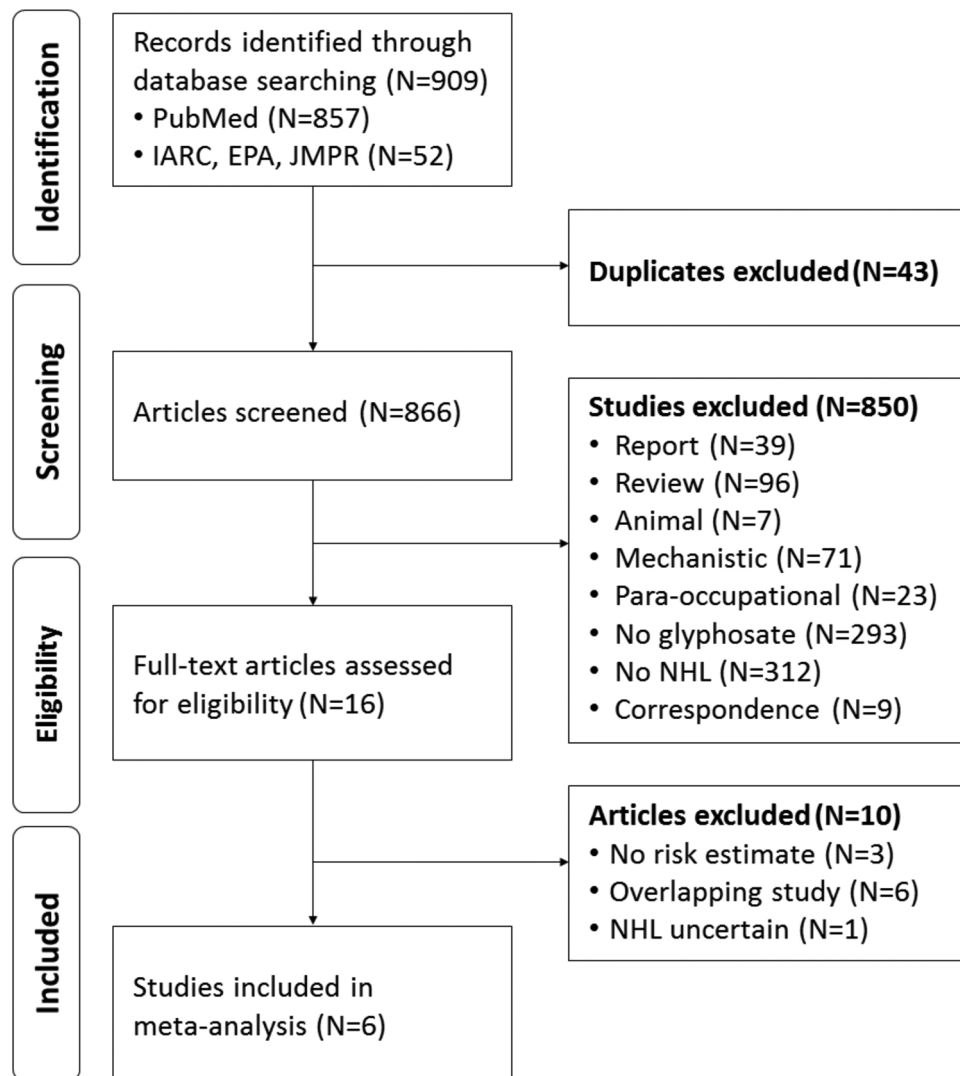 Identification
Records identified through
database searching (N=909)
• PubMed (N=857)
• IARC, EPA, JMPR (N=52)
Duplicates excluded (N=43)
Screening
Articles screened (N=866)
Studies excluded (N=850)
• Report (N=39)
• Review (N=96)
• Animal (N=7)
• Mechanistic (N=71)
• Para-occupational (N=23)
• No glyphosate (N=293)
• No NHL (N=312)
• Correspondence (N=9)
Eligibility
Full-text articles assessed
for eligibility (N=16)
Articles excluded (N=10)
• No risk estimate (N=3)
• Overlapping study (N=6)
• NHL uncertain (N=1)
Included
Studies included in
meta-analysis (N=6)